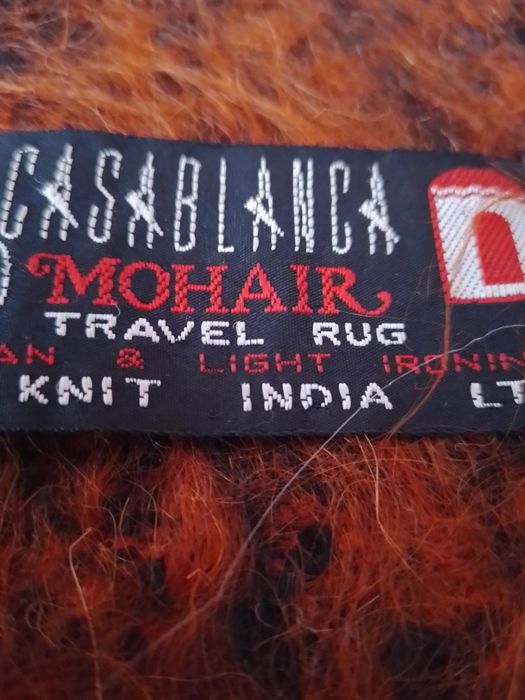 CASABLANCA
MOHAIR
TRAVEL RUG
& LIGHT
KNIT INDIA